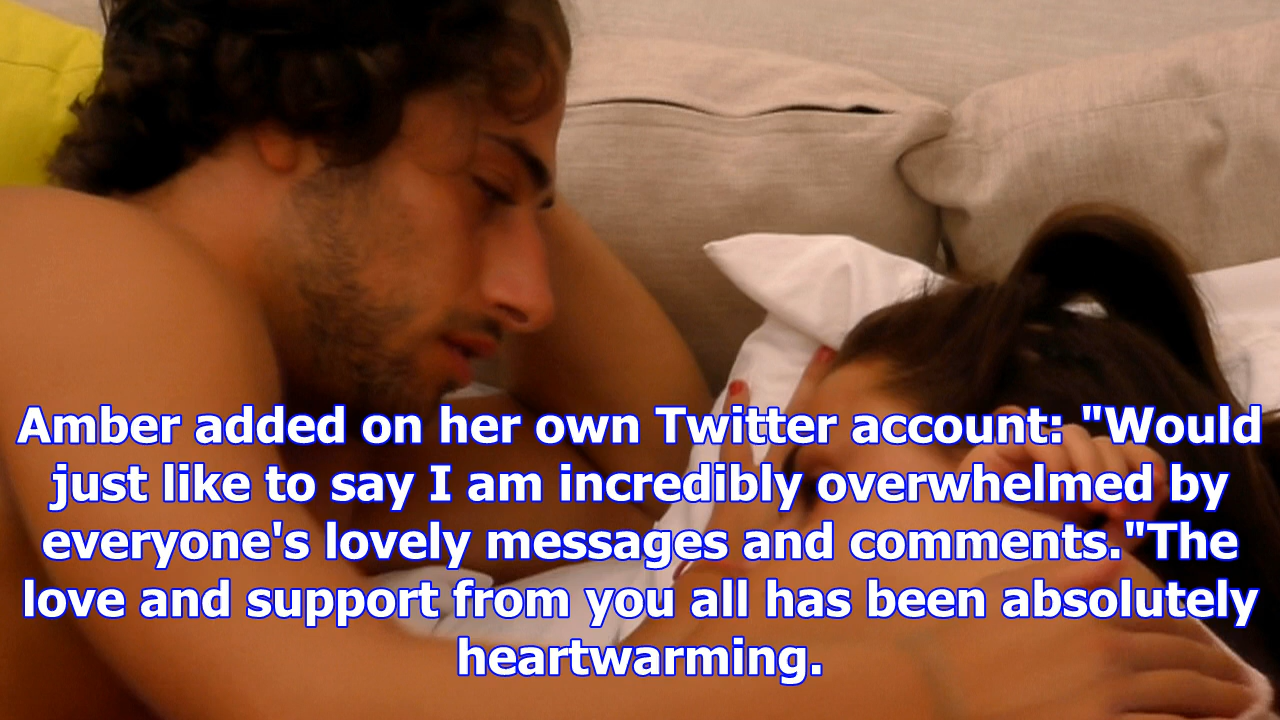 Amber added on her own Twitter account: "Would
just like to say I am incredibly overwhelmed by
everyone's lovely messages and comments."The
love and support from you all has been absolutely
heartwarming.